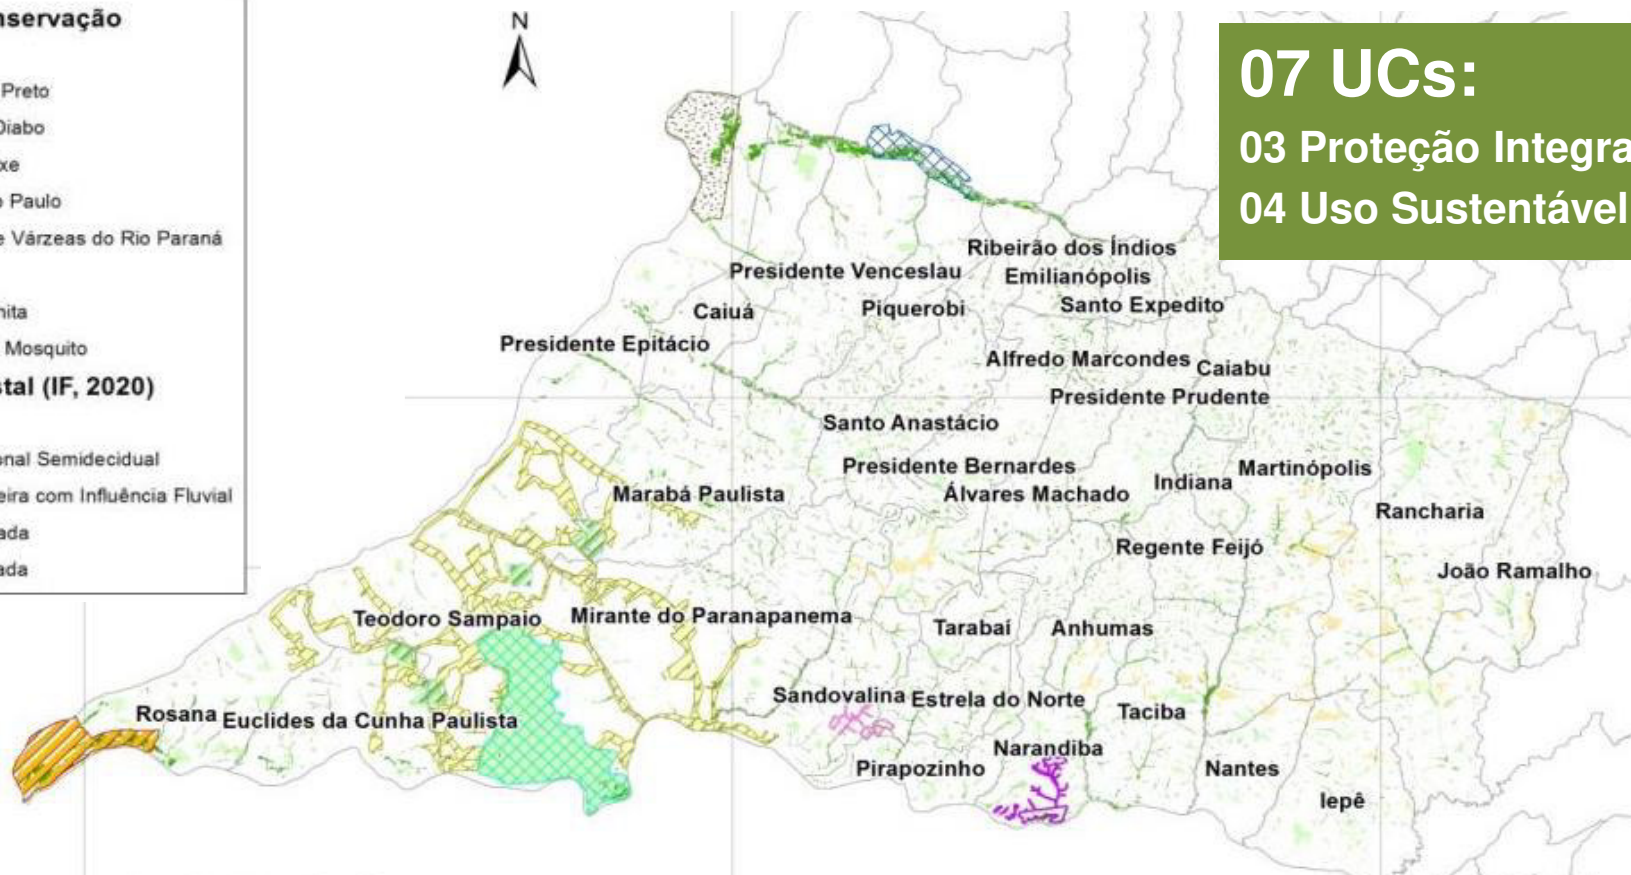 nservação
Preto
Diabo
xe
Paulo
e Várzeas do Rio Paraná
nita
Mosquito
stal (IF, 2020)
onal Semidecidual
eira com Influência Fluvial
ada
ada
N
07 UCs:
03 Proteção Integra
04 Uso Sustentável
Ribeirão dos Índios
Presidente Venceslau
Emilianópolis
Caiuá
Piquerobi
Santo Expedito
Presidente Epitácio
Alfredo Marcondes
Caiabu
Presidente Prudente
Santo Anastácio
Presidente Bernardes
Martinópolis
Marabá Paulista
Álvares Machado
Indiana
Rancharia
Regente Feijó
João Ramalho
Teodoro Sampaio
Mirante do Paranapanema
Tarabaí
Anhumas
Sandovalina
Estrela do Norte
Taciba
Rosana
Euclides da Cunha Paulista
Narandiba
Pirapozinho
Nantes
Iepê